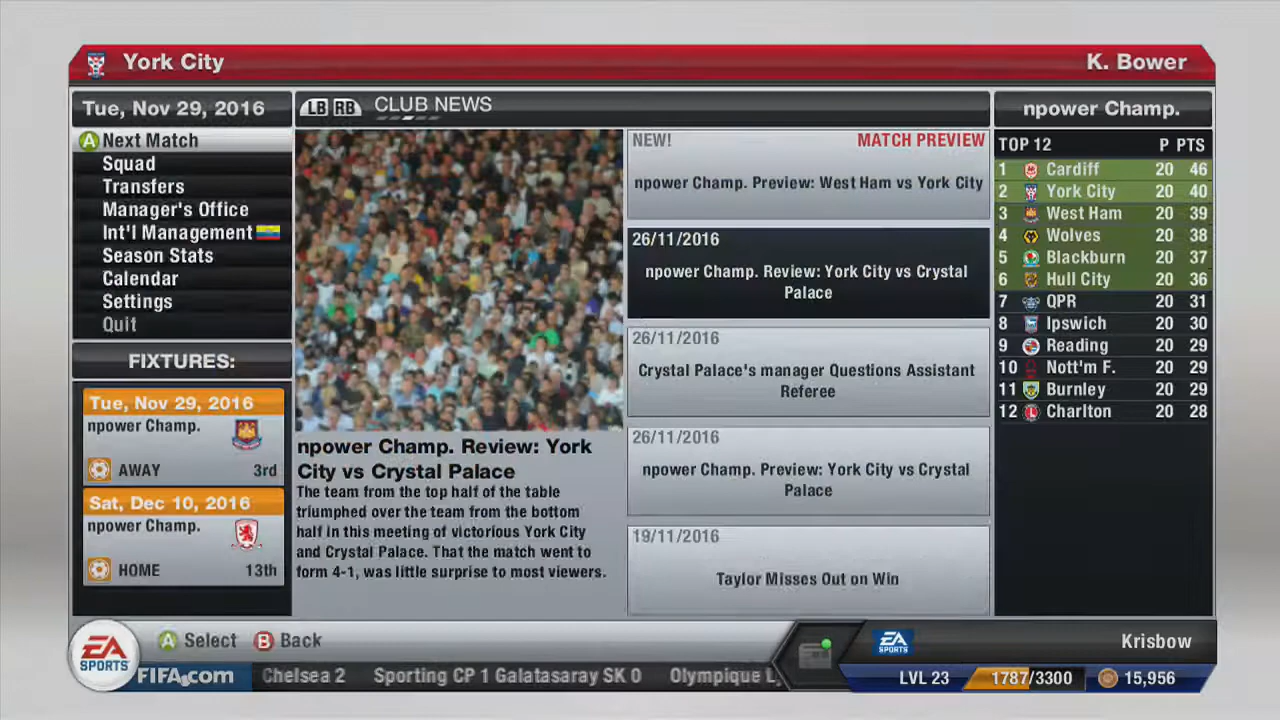 York City
K. Bower
Tue, Nov 29, 2016
A Next Match
Squad
Transfers
Manager's Office
Int'l Management
Season Stats
Calendar
Settings
Quit
FIXTURES:
Tue, Nov 29, 2016
npower Champ.
AWAY 3rd
Sat, Dec 10, 2016
npower Champ.
HOME 13th
LB RB CLUB NEWS
npower Champ. Review: York
City vs Crystal Palace
The team from the top half of the table
triumphed over the team from the bottom
half in this meeting of victorious York City
and Crystal Palace. That the match went to
form 4-1, was little surprise to most viewers.
NEW! MATCH PREVIEW
npower Champ. Preview: West Ham vs York City
26/11/2016
npower Champ. Review: York City vs Crystal
Palace
26/11/2016
Crystal Palace's manager Questions Assistant
Referee
26/11/2016
npower Champ. Preview: York City vs Crystal
Palace
19/11/2016
Taylor Misses Out on Win
npower Champ.
TOP 12 P PTS
1 Cardiff 20 46
2 York City 20 40
3 West Ham 20 39
4 Wolves 20 38
5 Blackburn 20 37
6 Hull City 20 36
7 QPR 20 31
8 Ipswich 20 30
9 Reading 20 29
10 Nott'm F. 20 29
11 Burnley 20 29
12 Charlton 20 28
EA SPORTS
A Select B Back
EA SPORTS
Krisbow
FIFA.com
Chelsea 2 Sporting CP 1 Galatasaray SK 0 Olympique L
LVL 23 1787/3300 15,956